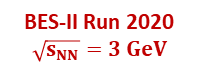 BES-II Run 2020
√sNN = 3 GeV